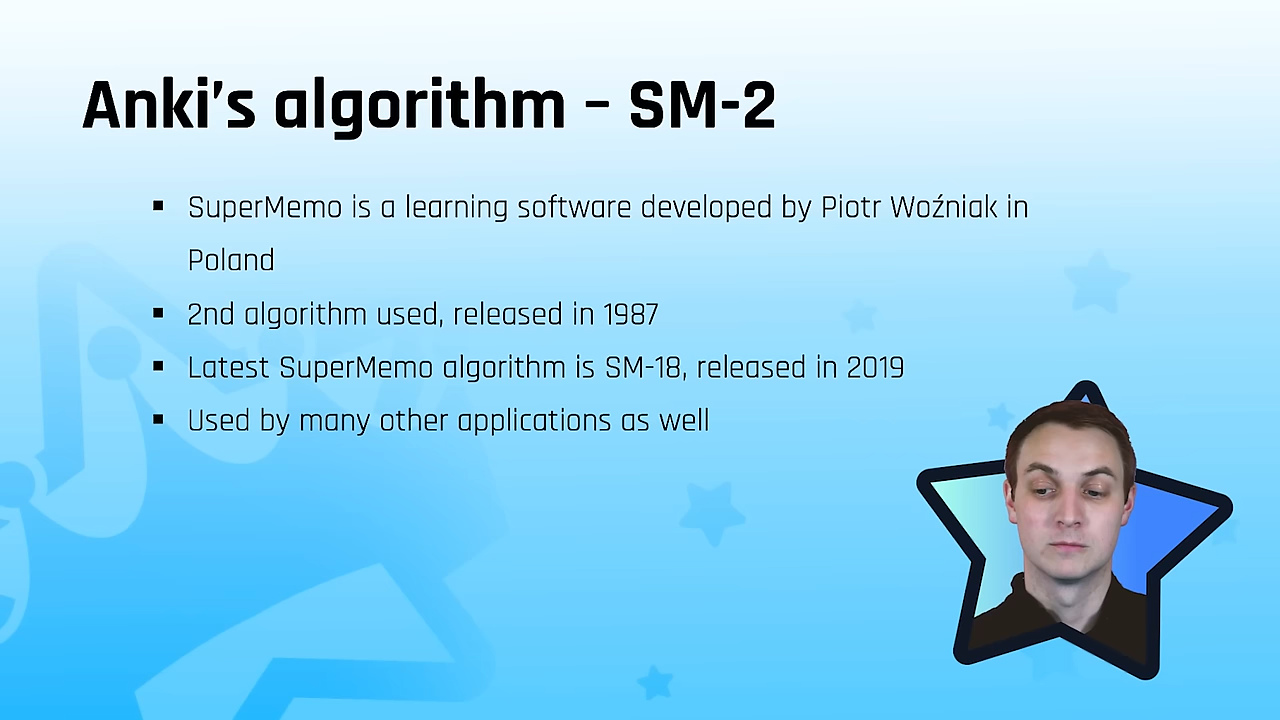 Anki's algorithm – SM-2
▪ SuperMemo is a learning software developed by Piotr Woźniak in
Poland
▪ 2nd algorithm used, released in 1987
▪ Latest SuperMemo algorithm is SM-18, released in 2019
▪ Used by many other applications as well